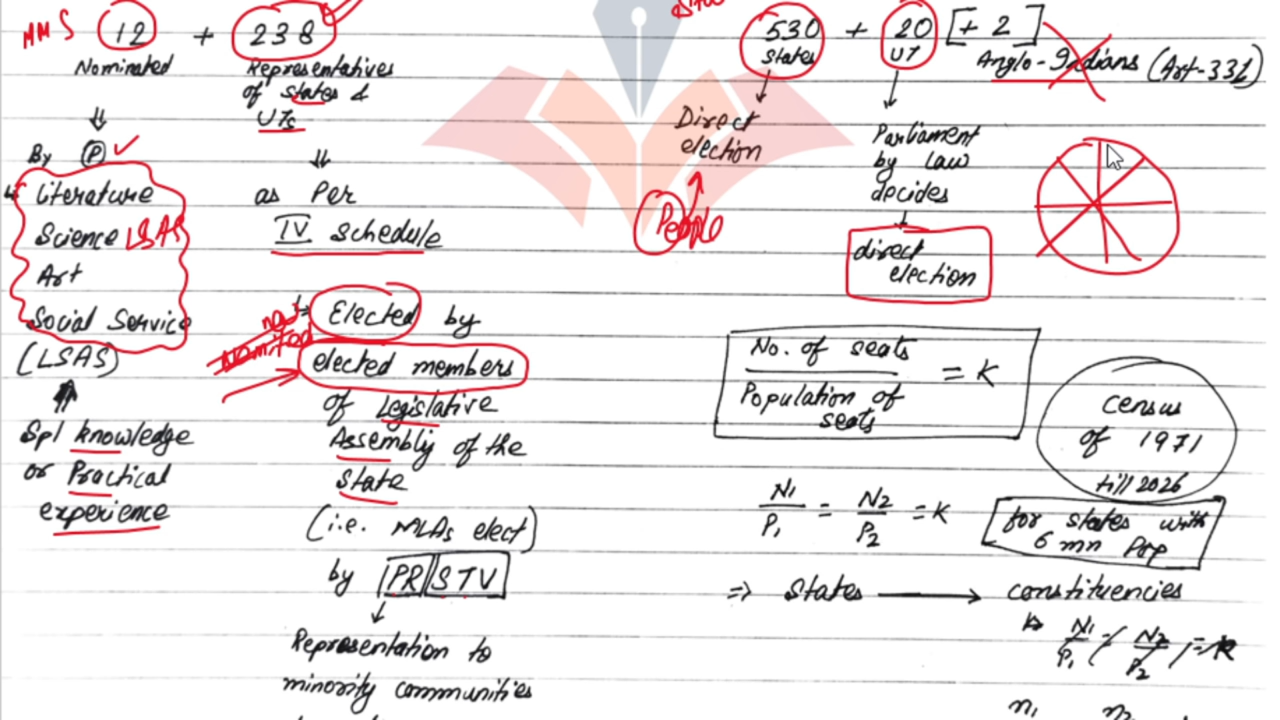 MMS 12 + 238
Nominated
Representatives
of states &
UTs
⇓
By P ✓
Literature
Science LSAS
Art
Social Service
(LSAS)
Spl knowledge
or Practical
experience
⇓
as Per
IV schedule
not
Nomited
→ Elected by
elected members
of Legislative
Assembly of the
State
(i.e. MLAs elect)
by PR STV
Representation to
minority communities
530 + 20 [+ 2]
States UT Anglo-Indians (Art-331)
Direct
election
People
Parliament
by law
decides
direct
election
No. of seats
Population of
seats
= K
Census
of 1971
till 2026
for states with
6 mn Pop
N1/P1 = N2/P2 = K
⇒ States → constituencies
N1/P1 = N2/P2 = K
n1 n2